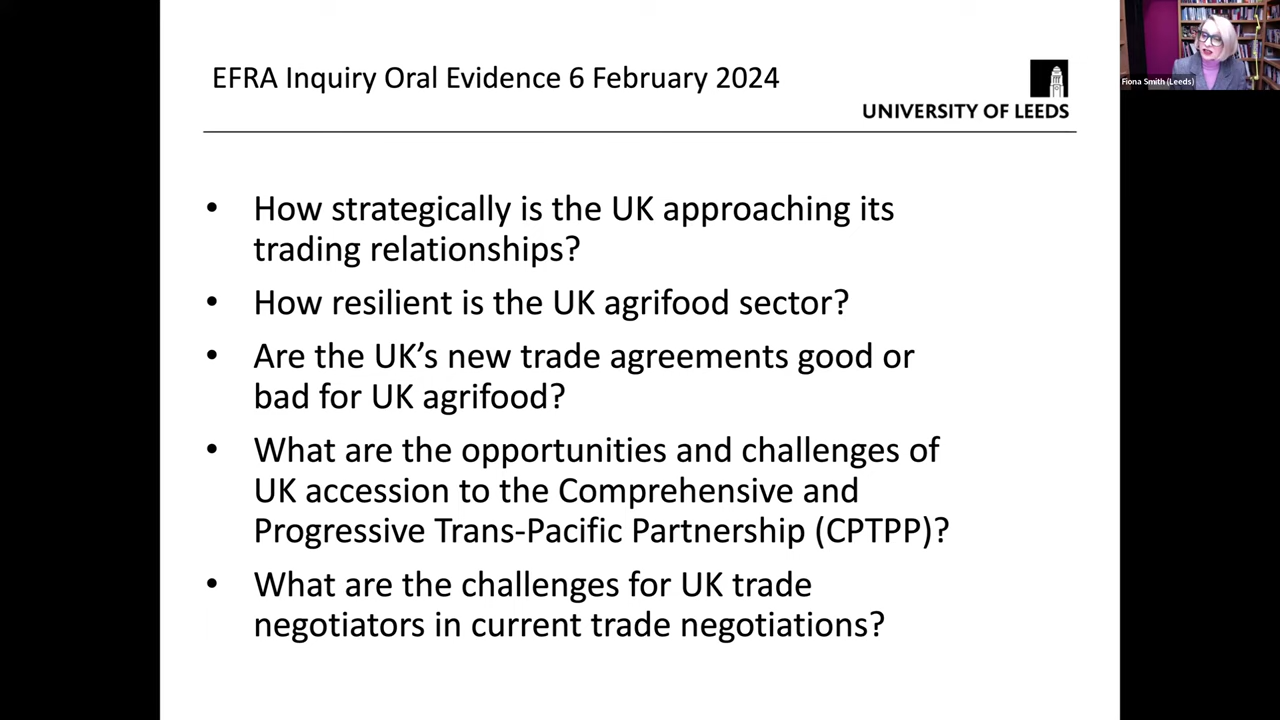 EFRA Inquiry Oral Evidence 6 February 2024
UNIVERSITY OF LEEDS
Fiona Smith (Leeds)
• How strategically is the UK approaching its
trading relationships?
• How resilient is the UK agrifood sector?
• Are the UK’s new trade agreements good or
bad for UK agrifood?
• What are the opportunities and challenges of
UK accession to the Comprehensive and
Progressive Trans-Pacific Partnership (CPTPP)?
• What are the challenges for UK trade
negotiators in current trade negotiations?